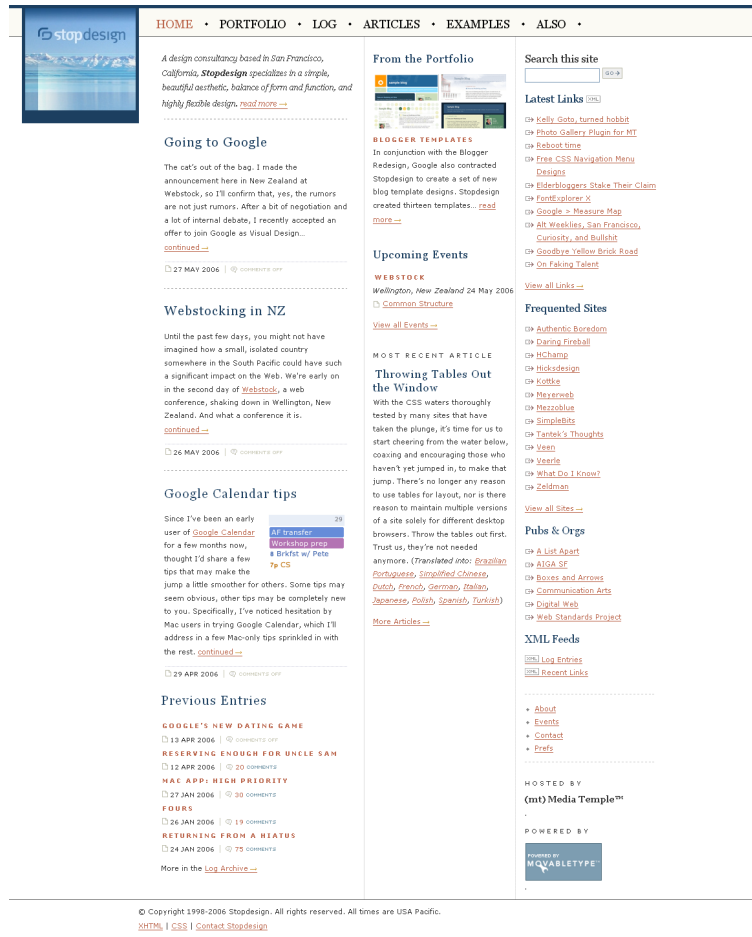 stopdesign
HOME • PORTFOLIO • LOG • ARTICLES • EXAMPLES • ALSO •
A design consultancy based in San Francisco,
California, Stopdesign specializes in a simple,
beautiful aesthetic, balance of form and function, and
highly flexible design. read more →
Going to Google
The cat's out of the bag. I made the
announcement here in New Zealand at
Webstock, so I'll confirm that, yes, the rumors
are not just rumors. After a bit of negotiation and
a lot of internal debate, I recently accepted an
offer to join Google as Visual Design…
continued →
27 MAY 2006 | COMMENTS OFF
Webstocking in NZ
Until the past few days, you might not have
imagined how a small, isolated country
somewhere in the South Pacific could have such
a significant impact on the Web. We're early on
in the second day of Webstock, a web
conference, shaking down in Wellington, New
Zealand. And what a conference it is.
continued →
26 MAY 2006 | COMMENTS OFF
Google Calendar tips
Since I've been an early
user of Google Calendar
for a few months now,
thought I'd share a few
tips that may make the
jump a little smoother for others. Some tips may
seem obvious, other tips may be completely new
to you. Specifically, I've noticed hesitation by
Mac users in trying Google Calendar, which I'll
address in a few Mac-only tips sprinkled in with
the rest. continued →
29
AF transfer
Workshop prep
8 Brkfst w/ Pete
7p CS
29 APR 2006 | COMMENTS OFF
Previous Entries
GOOGLE'S NEW DATING GAME
13 APR 2006 | COMMENTS OFF
RESERVING ENOUGH FOR UNCLE SAM
12 APR 2006 | 20 COMMENTS
MAC APP: HIGH PRIORITY
27 JAN 2006 | 30 COMMENTS
FOURS
26 JAN 2006 | 19 COMMENTS
RETURNING FROM A HIATUS
24 JAN 2006 | 75 COMMENTS
More in the Log Archive →
From the Portfolio
BLOGGER TEMPLATES
In conjunction with the Blogger
Redesign, Google also contracted
Stopdesign to create a set of new
blog template designs. Stopdesign
created thirteen templates… read
more →
Upcoming Events
WEBSTOCK
Wellington, New Zealand 24 May 2006
Common Structure
View all Events →
MOST RECENT ARTICLE
Throwing Tables Out
the Window
With the CSS waters thoroughly
tested by many sites that have
taken the plunge, it's time for us to
start cheering from the water below,
coaxing and encouraging those who
haven't yet jumped in, to make that
jump. There's no longer any reason
to use tables for layout, nor is there
reason to maintain multiple versions
of a site solely for different desktop
browsers. Throw the tables out first.
Trust us, they're not needed
anymore. (Translated into: Brazilian
Portuguese, Simplified Chinese,
Dutch, French, German, Italian,
Japanese, Polish, Spanish, Turkish)
More Articles →
Search this site
GO
Latest Links XML
Kelly Goto, turned hobbit
Photo Gallery Plugin for MT
Reboot time
Free CSS Navigation Menu
Designs
Elderbloggers Stake Their Claim
FontExplorer X
Google > Measure Map
Alt Weeklies, San Francisco,
Curiosity, and Bullshit
Goodbye Yellow Brick Road
On Faking Talent
View all Links →
Frequented Sites
Authentic Boredom
Daring Fireball
HChamp
Hicksdesign
Kottke
Meyerweb
Mezzoblue
SimpleBits
Tantek's Thoughts
Veen
Veerle
What Do I Know?
Zeldman
View all Sites →
Pubs & Orgs
A List Apart
AIGA SF
Boxes and Arrows
Communication Arts
Digital Web
Web Standards Project
XML Feeds
XML Log Entries
XML Recent Links
About
Events
Contact
Prefs
HOSTED BY
(mt) Media Temple™
.
POWERED BY
POWERED BY
MOVABLETYPE™
.
© Copyright 1998-2006 Stopdesign. All rights reserved. All times are USA Pacific.
XHTML | CSS | Contact Stopdesign